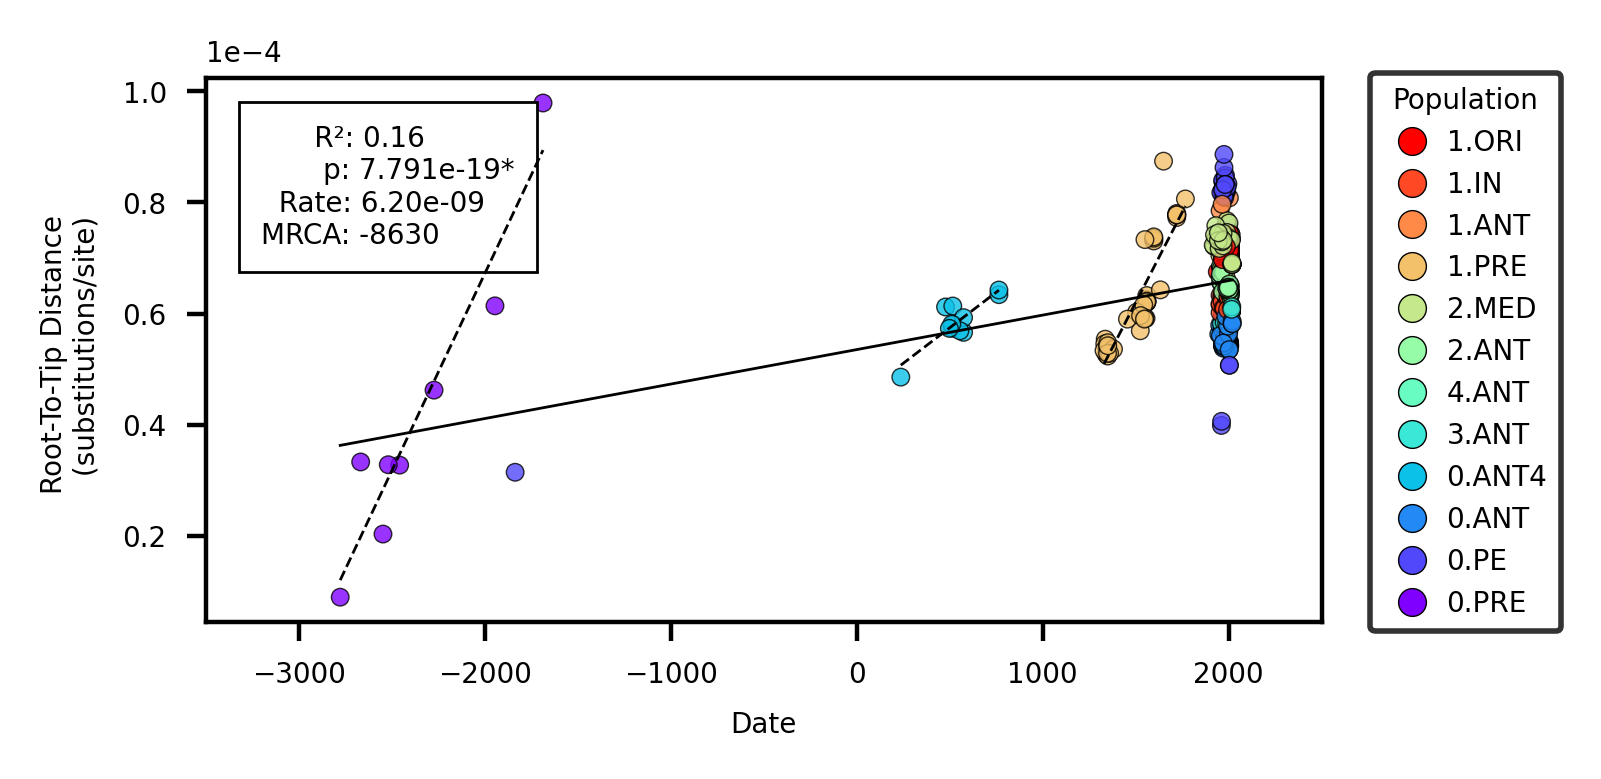 1e−4
1.0
0.8
0.6
0.4
0.2
Root-To-Tip Distance
(substitutions/site)
R²: 0.16
p: 7.791e-19*
Rate: 6.20e-09
MRCA: -8630
−3000
−2000
−1000
0
1000
2000
Date
Population
1.ORI
1.IN
1.ANT
1.PRE
2.MED
2.ANT
4.ANT
3.ANT
0.ANT4
0.ANT
0.PE
0.PRE